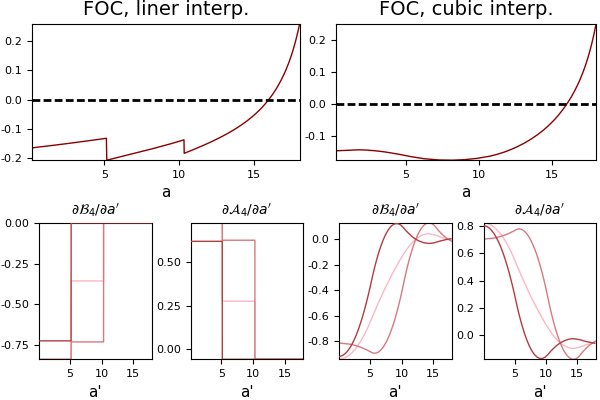 FOC, liner interp.
FOC, cubic interp.
0.2
0.1
0.0
-0.1
-0.2
5 10 15
a
0.2
0.1
0.0
-0.1
5 10 15
a
∂ℬ₄/∂a′
∂𝒜₄/∂a′
∂ℬ₄/∂a′
∂𝒜₄/∂a′
0.00
-0.25
-0.50
-0.75
5 10 15
a'
0.50
0.25
0.00
5 10 15
a'
0.0
-0.2
-0.4
-0.6
-0.8
5 10 15
a'
0.8
0.6
0.4
0.2
0.0
5 10 15
a'